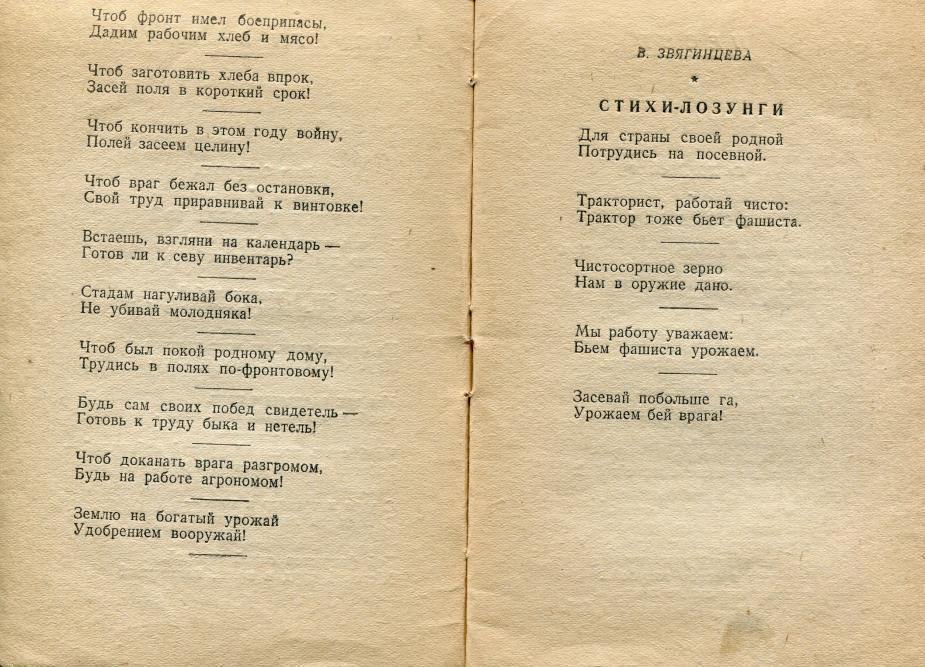 Чтоб фронт имел боеприпасы,
Дадим рабочим хлеб и мясо!
Чтоб заготовить хлеба впрок,
Засей поля в короткий срок!
Чтоб кончить в этом году войну,
Полей засеем целину!
Чтоб враг бежал без остановки,
Свой труд приравнивай к винтовке!
Встаешь, взгляни на календарь —
Готов ли к севу инвентарь?
Стадам нагуливай бока,
Не убивай молодняка!
Чтоб был покой родному дому,
Трудись в полях по-фронтовому!
Будь сам своих побед свидетель —
Готовь к труду быка и нетель!
Чтоб доканать врага разгромом,
Будь на работе агрономом!
Землю на богатый урожай
Удобрением вооружай!
В. ЗВЯГИНЦЕВА
*
СТИХИ-ЛОЗУНГИ
Для страны своей родной
Потрудись на посевной.
Тракторист, работай чисто:
Трактор тоже бьет фашиста.
Чистосортное зерно
Нам в оружие дано.
Мы работу уважаем:
Бьем фашиста урожаем.
Засевай побольше га,
Урожаем бей врага!